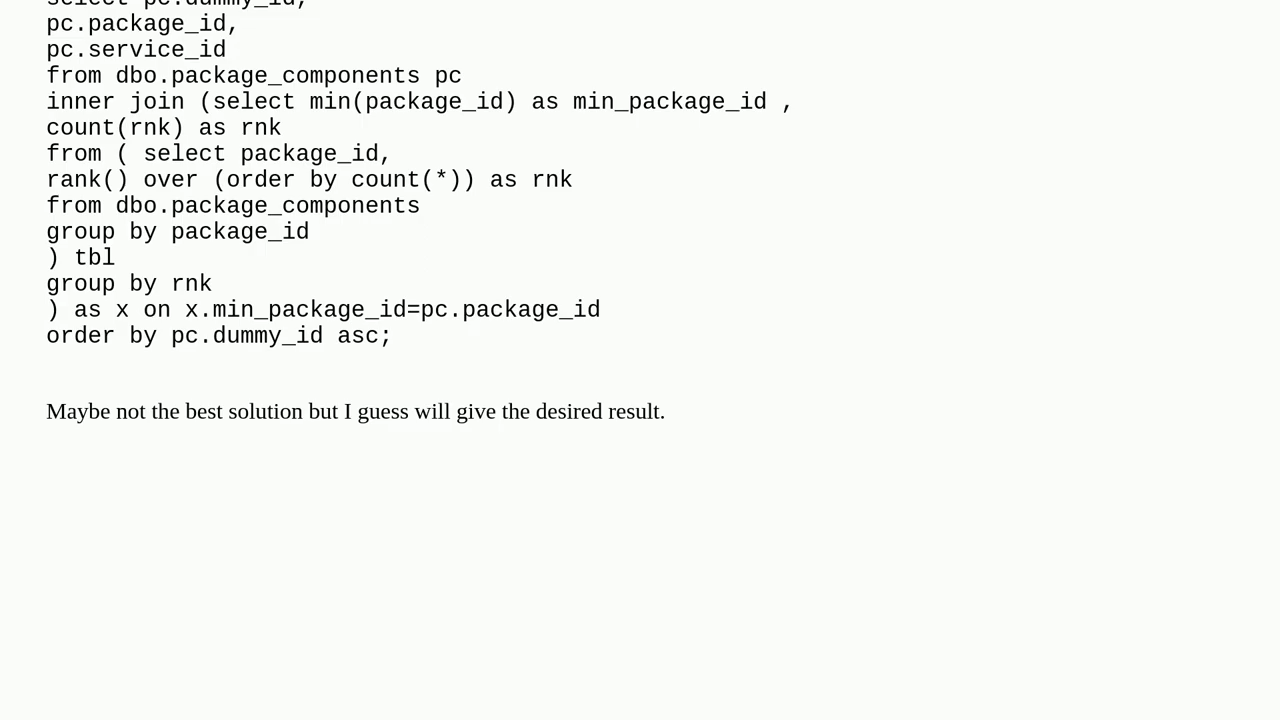 select pc.dummy_id,
pc.package_id,
pc.service_id
from dbo.package_components pc
inner join (select min(package_id) as min_package_id ,
count(rnk) as rnk
from ( select package_id,
rank() over (order by count(*)) as rnk
from dbo.package_components
group by package_id
) tbl
group by rnk
) as x on x.min_package_id=pc.package_id
order by pc.dummy_id asc;
Maybe not the best solution but I guess will give the desired result.